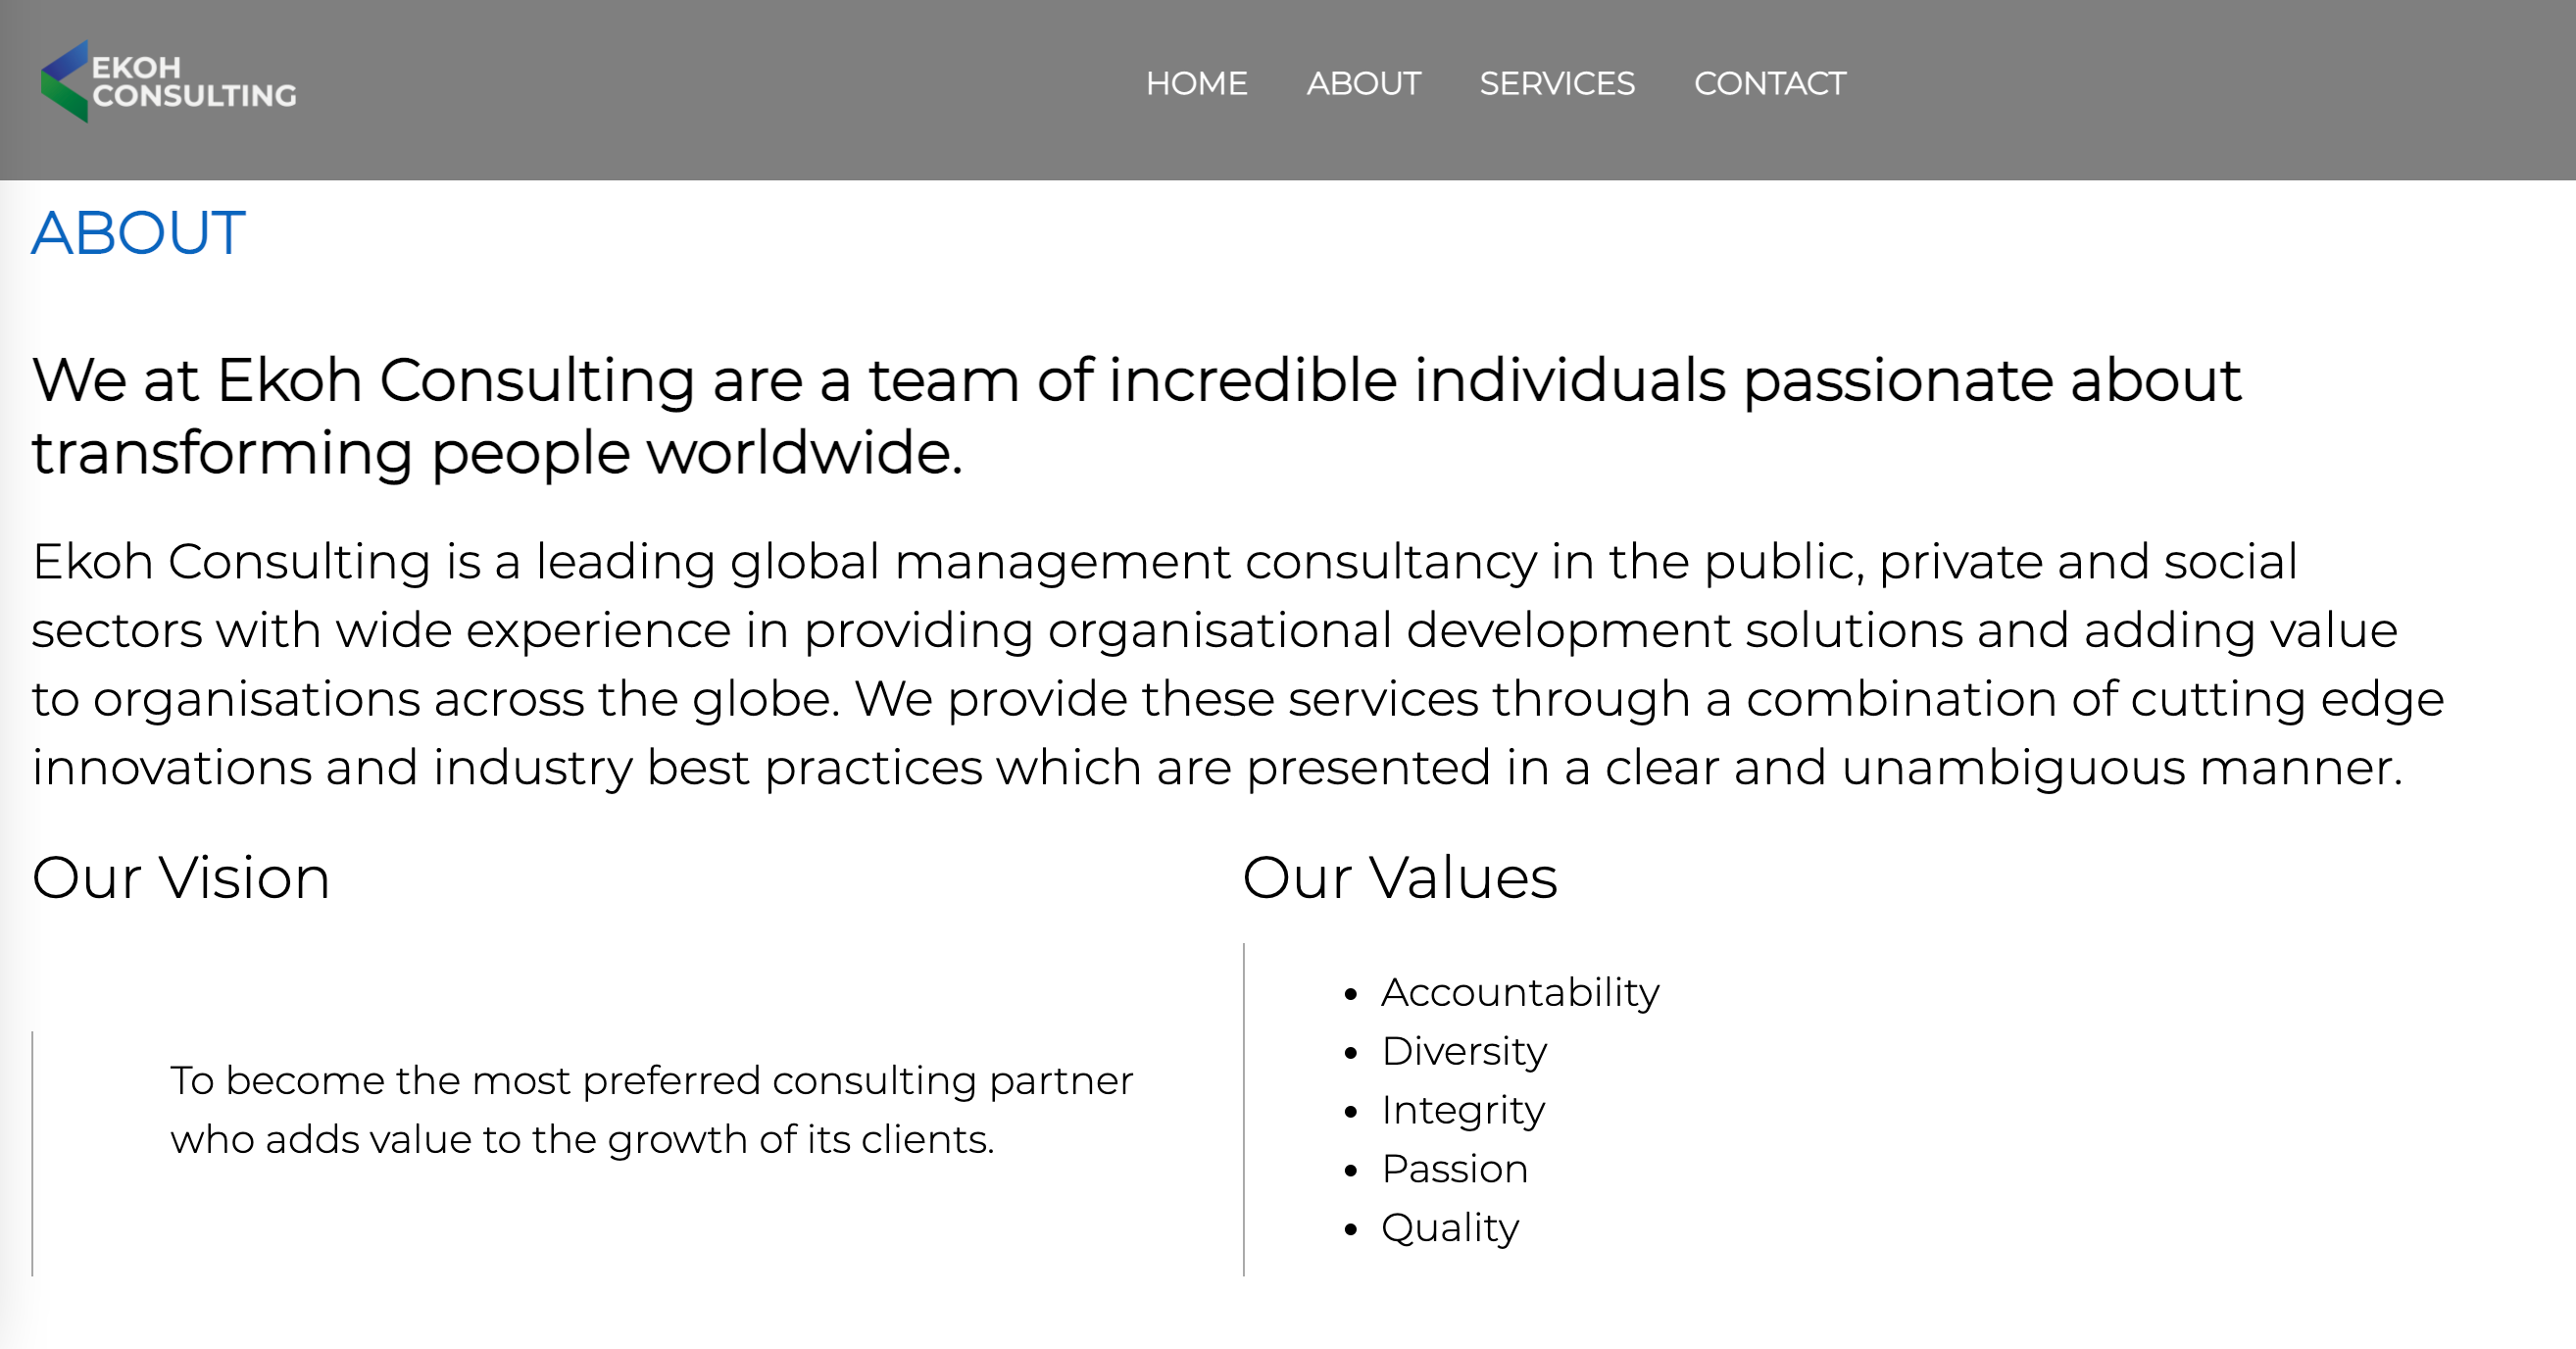 EKOH
CONSULTING
HOME ABOUT SERVICES CONTACT
ABOUT
We at Ekoh Consulting are a team of incredible individuals passionate about
transforming people worldwide.
Ekoh Consulting is a leading global management consultancy in the public, private and social
sectors with wide experience in providing organisational development solutions and adding value
to organisations across the globe. We provide these services through a combination of cutting edge
innovations and industry best practices which are presented in a clear and unambiguous manner.
Our Vision
To become the most preferred consulting partner
who adds value to the growth of its clients.
Our Values
• Accountability
• Diversity
• Integrity
• Passion
• Quality